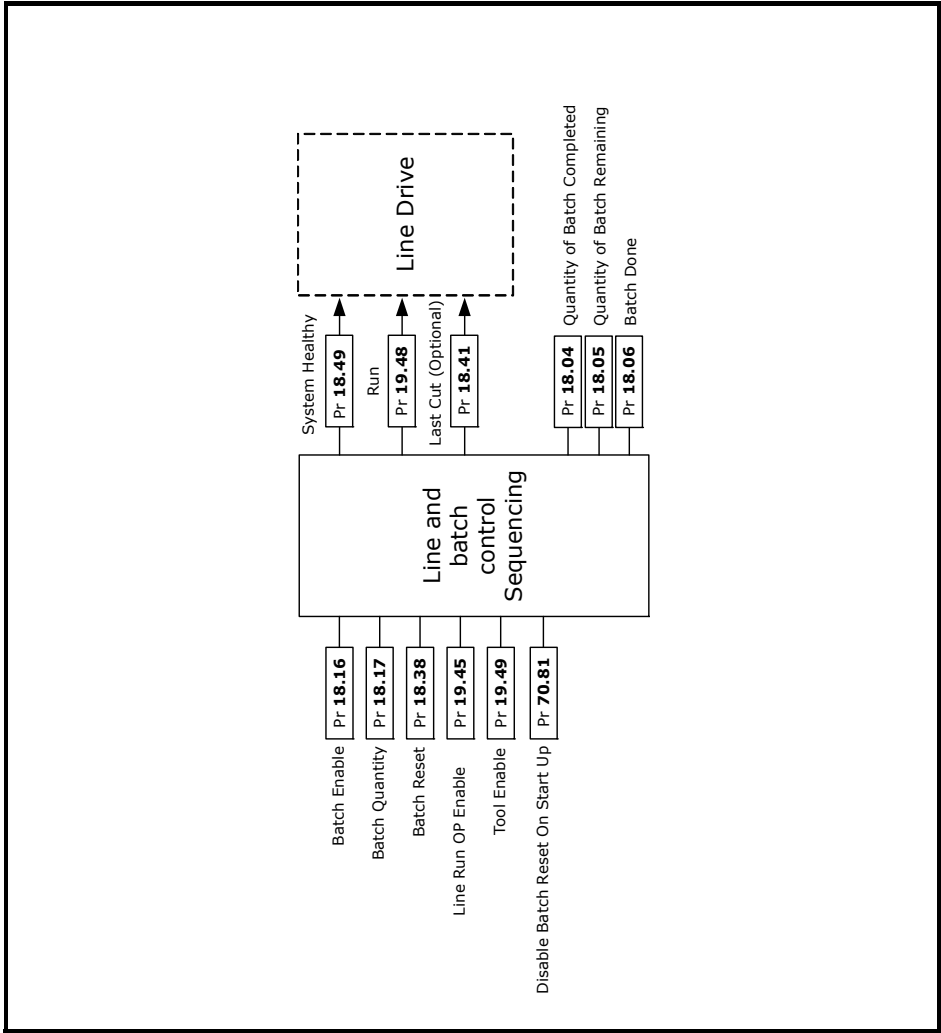 Batch Enable
Pr 18.16
Batch Quantity
Pr 18.17
Batch Reset
Pr 18.38
Line Run OP Enable
Pr 19.45
Tool Enable
Pr 19.49
Disable Batch Reset On Start Up
Pr 70.81
Line and
batch
control
Sequencing
System Healthy
Pr 18.49
Run
Pr 19.48
Last Cut (Optional)
Pr 18.41
Line Drive
Pr 18.04
Quantity of Batch Completed
Pr 18.05
Quantity of Batch Remaining
Pr 18.06
Batch Done